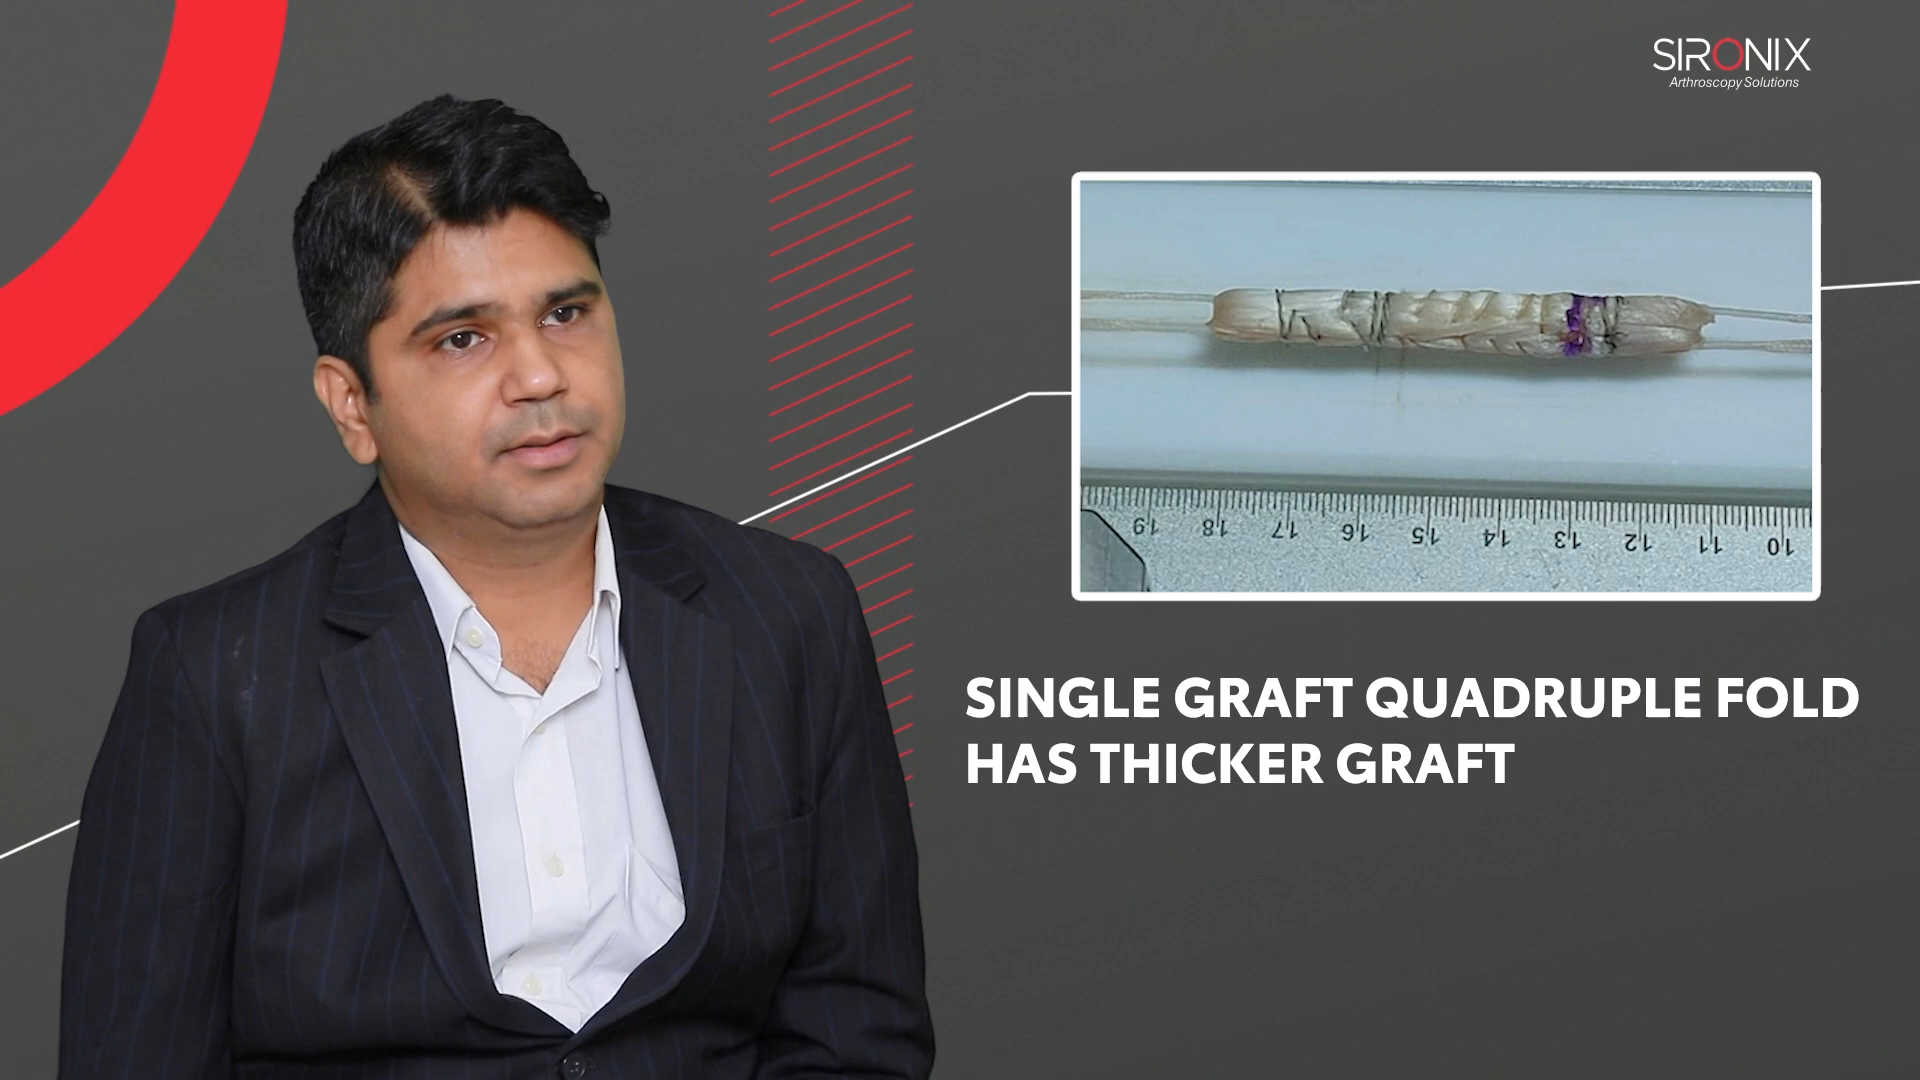 SIRONIX
Arthroscopy Solutions
19 18 17 16 15 14 13 12 11 10
SINGLE GRAFT QUADRUPLE FOLD
HAS THICKER GRAFT